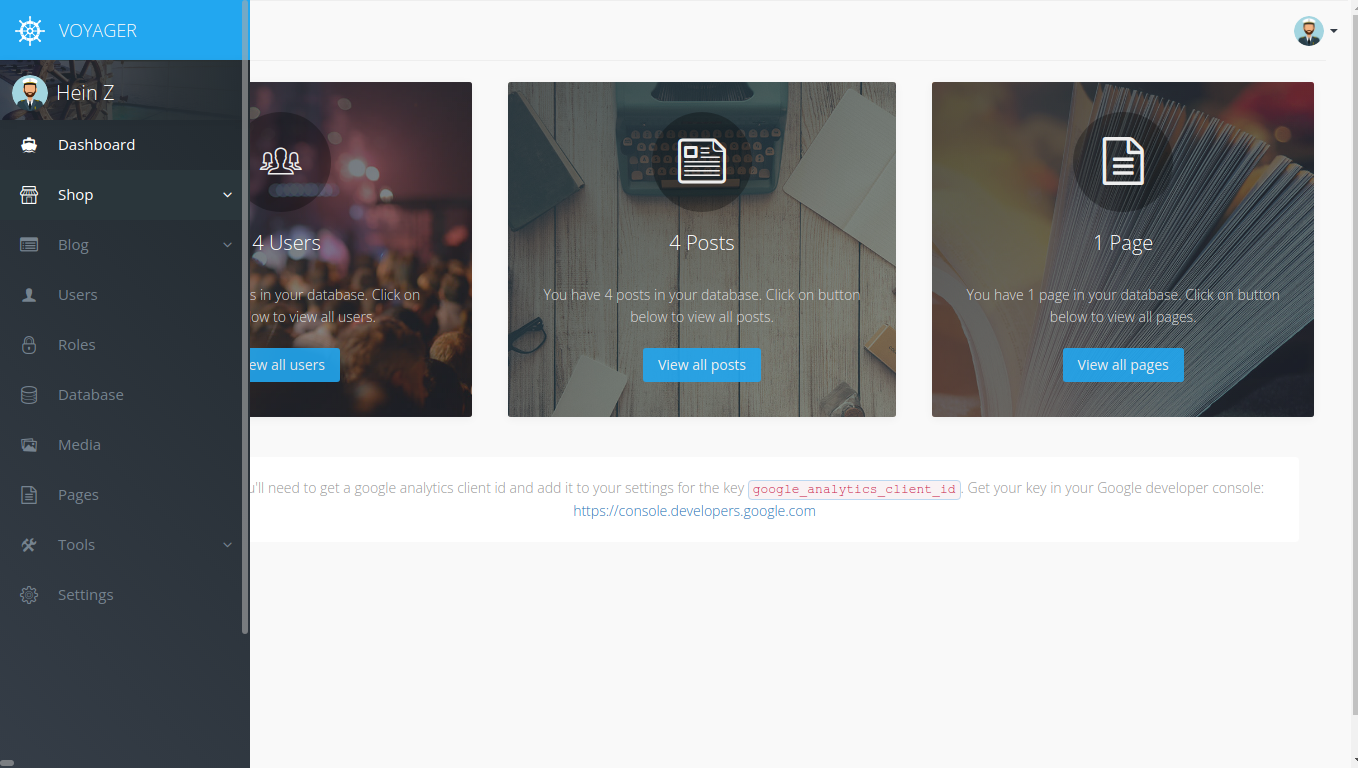 VOYAGER
Hein Z
Dashboard
Shop
Blog
Users
Roles
Database
Media
Pages
Tools
Settings
4 Users
s in your database. Click on
ow to view all users.
ew all users
4 Posts
You have 4 posts in your database. Click on button
below to view all posts.
View all posts
1 Page
You have 1 page in your database. Click on button
below to view all pages.
View all pages
u'll need to get a google analytics client id and add it to your settings for the key google_analytics_client_id. Get your key in your Google developer console:
https://console.developers.google.com